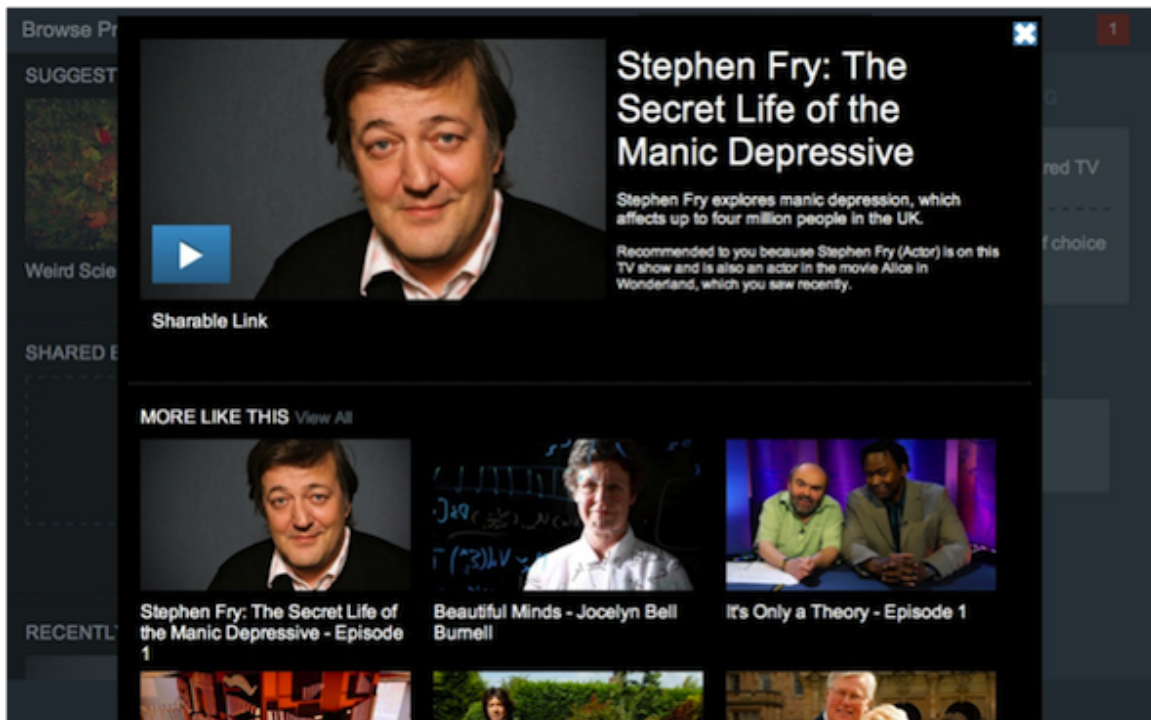 Browse Pr
1
SUGGEST
Stephen Fry: The
Secret Life of the
Manic Depressive
Stephen Fry explores manic depression, which
affects up to four million people in the UK.
Recommended to you because Stephen Fry (Actor) is on this
TV show and is also an actor in the movie Alice in
Wonderland, which you saw recently.
G
red TV
f choice
Weird Scie
Sharable Link
SHARED E
MORE LIKE THIS View All
Stephen Fry: The Secret Life of
the Manic Depressive - Episode
1
Beautiful Minds - Jocelyn Bell
Burnell
It's Only a Theory - Episode 1
RECENTLY